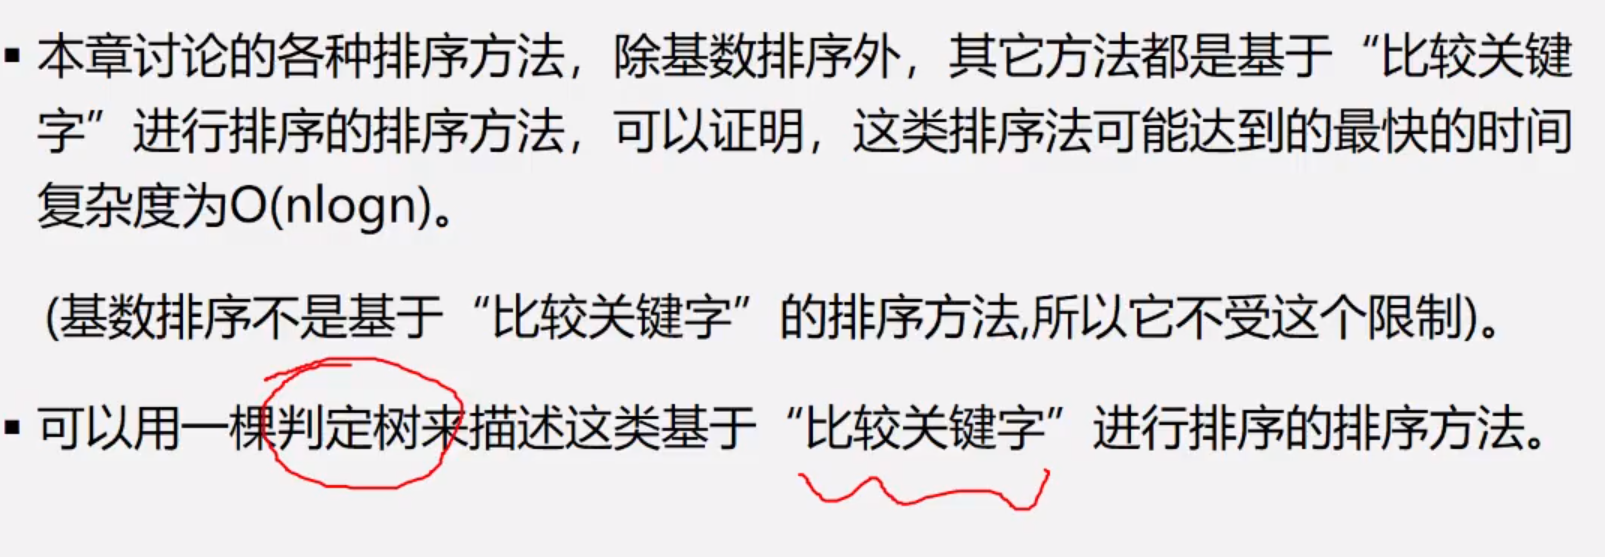 ▪ 本章讨论的各种排序方法，除基数排序外，其它方法都是基于“比较关键
字”进行排序的排序方法，可以证明，这类排序法可能达到的最快的时间
复杂度为O(nlogn)。
(基数排序不是基于“比较关键字”的排序方法,所以它不受这个限制)。
▪ 可以用一棵判定树来描述这类基于“比较关键字”进行排序的排序方法。